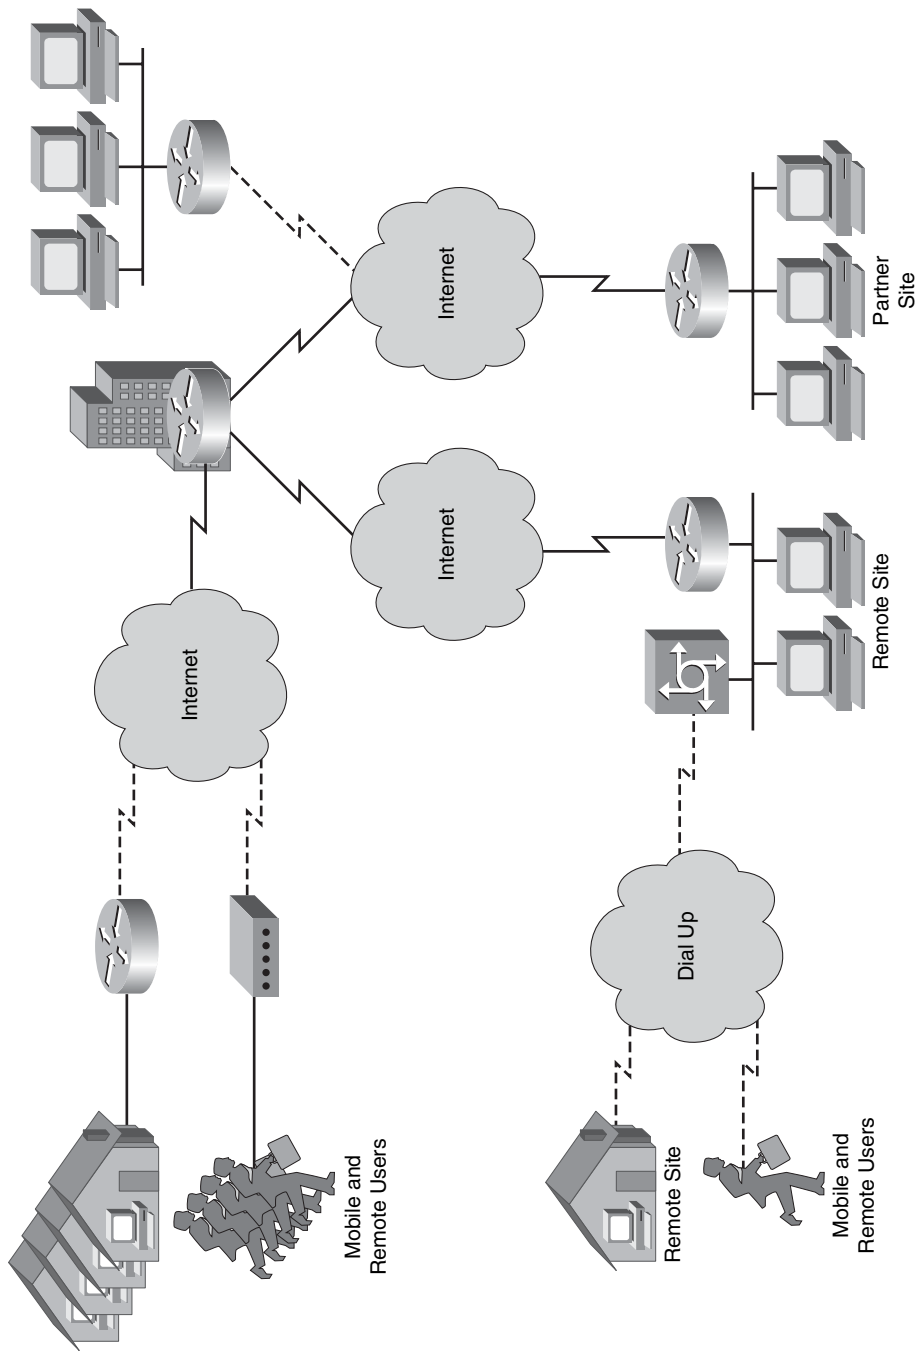 Mobile and
Remote Users
Internet
Internet
Internet
Partner
Site
Remote Site
Dial Up
Remote Site
Mobile and
Remote Users